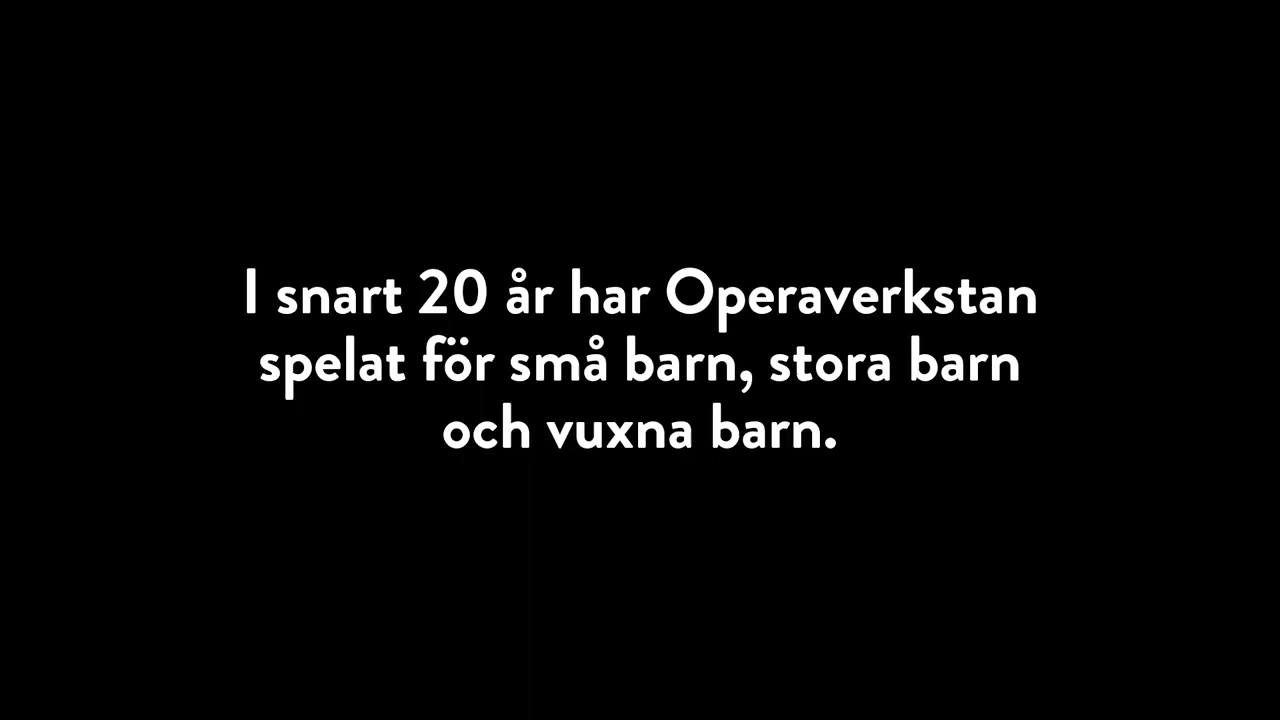 I snart 20 år har Operaverkstan
spelat för små barn, stora barn
och vuxna barn.